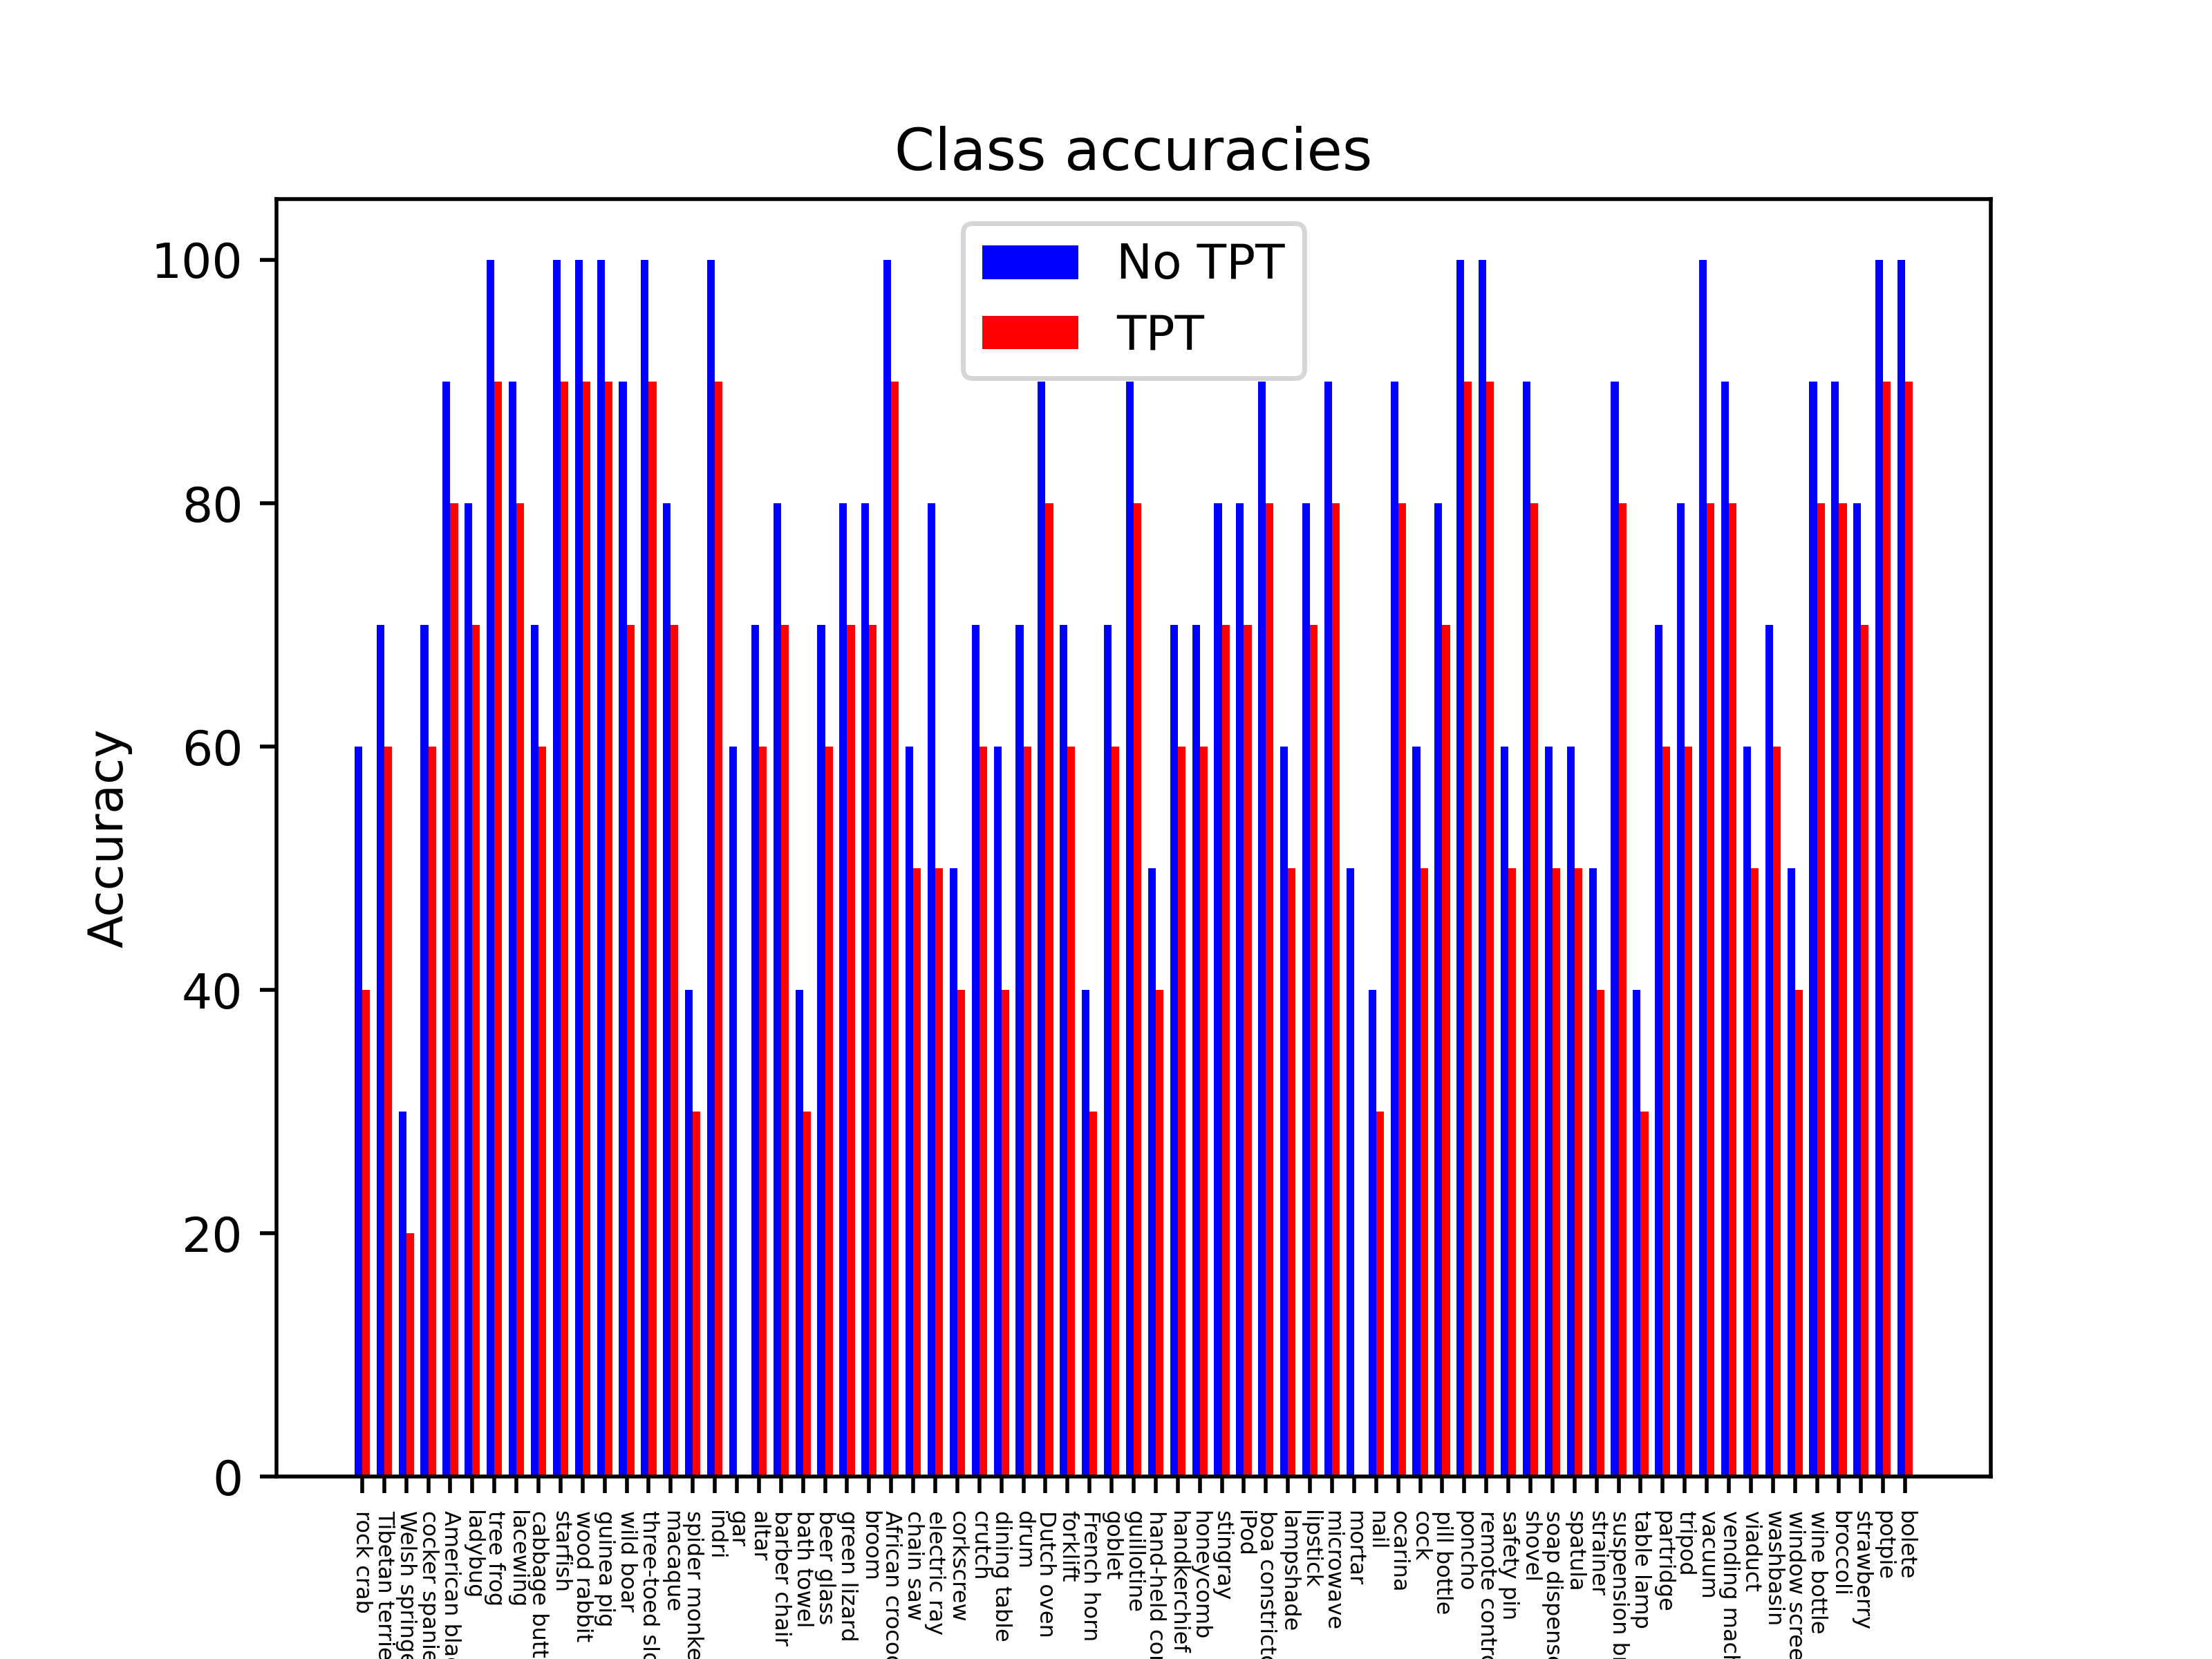 Class accuracies
No TPT
TPT
Accuracy
100
80
60
40
20
0
rock crab
Tibetan terrie
Welsh springe
cocker spanie
American bla
ladybug
tree frog
lacewing
cabbage butt
starfish
wood rabbit
guinea pig
wild boar
three-toed slo
macaque
spider monke
indri
gar
altar
barber chair
bath towel
beer glass
green lizard
broom
African croco
chain saw
electric ray
corkscrew
crutch
dining table
drum
Dutch oven
forklift
French horn
goblet
guillotine
hand-held co
handkerchief
honeycomb
stingray
iPod
boa constricto
lampshade
lipstick
microwave
mortar
nail
ocarina
cock
pill bottle
poncho
remote contro
safety pin
shovel
soap dispense
spatula
strainer
suspension b
table lamp
partridge
tripod
vacuum
vending mac
viaduct
washbasin
window scree
wine bottle
broccoli
strawberry
potpie
bolete